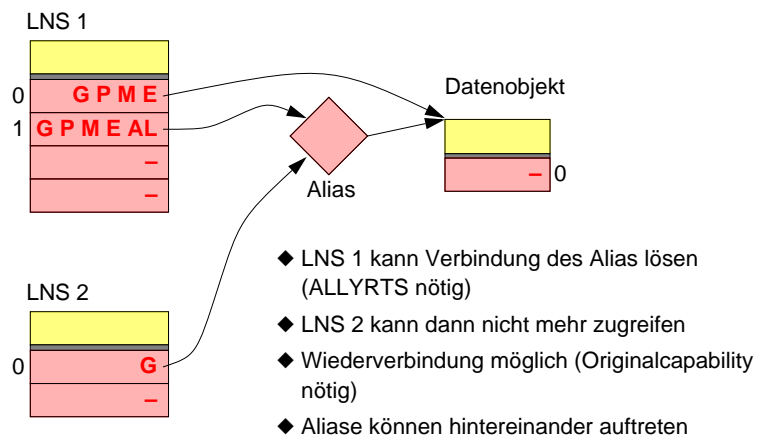 LNS 1
0 G P M E
1 G P M E AL
–
–
Alias
Datenobjekt
– 0
LNS 2
0 G
–
◆ LNS 1 kann Verbindung des Alias lösen
(ALLYRTS nötig)
◆ LNS 2 kann dann nicht mehr zugreifen
◆ Wiederverbindung möglich (Originalcapability
nötig)
◆ Aliase können hintereinander auftreten